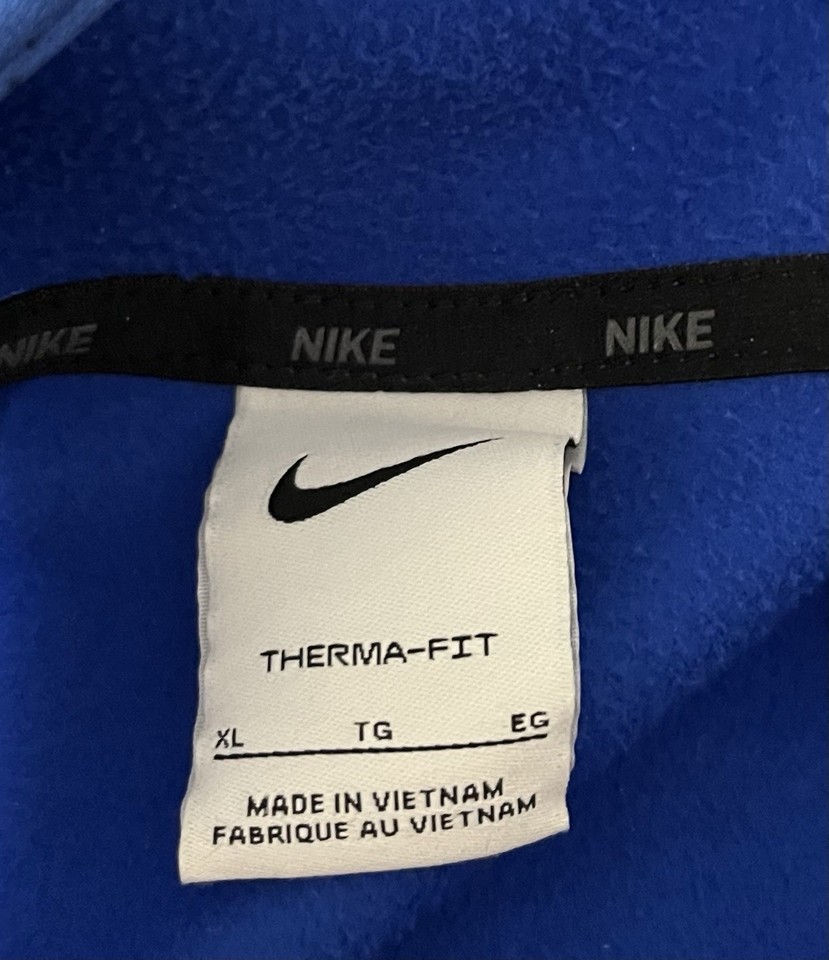 NIKE NIKE NIKE
THERMA-FIT
XL TG EG
MADE IN VIETNAM
FABRIQUE AU VIETNAM